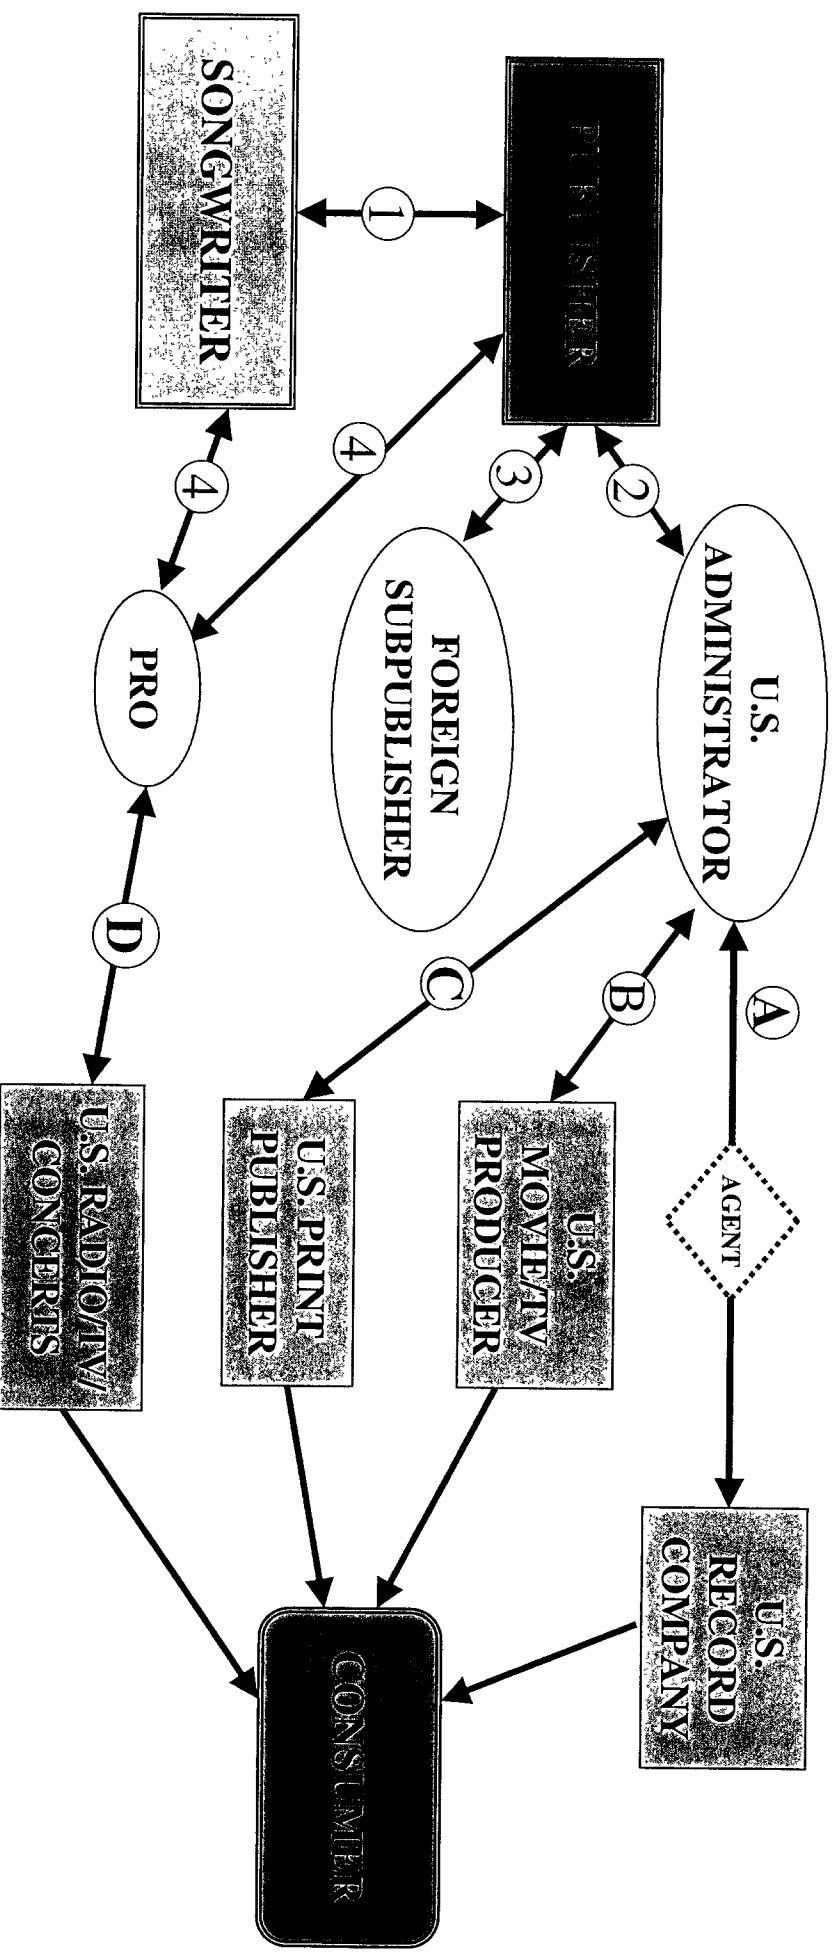 U.S.
ADMINISTRATOR
A
AGENT
U.S.
RECORD
COMPANY
PUBLISHER
2
B
U.S.
MOVIE/TV
PRODUCER
3
FOREIGN
SUBPUBLISHER
C
1
4
U.S. PRINT
PUBLISHER
CONSUMER
SONGWRITER
4
PRO
D
U.S. RADIO/TV/
CONCERTS